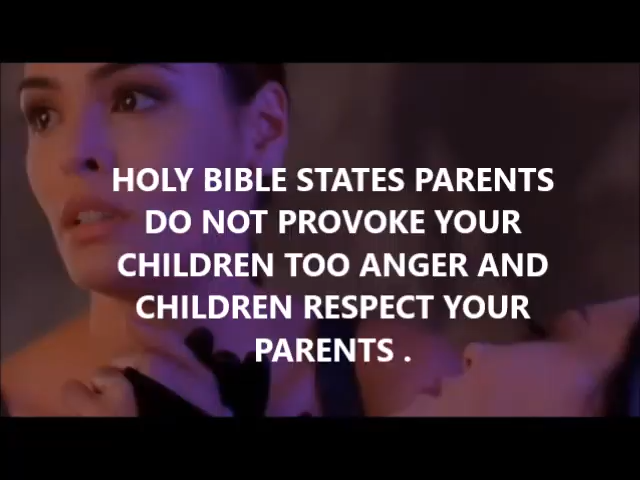 HOLY BIBLE STATES PARENTS
DO NOT PROVOKE YOUR
CHILDREN TOO ANGER AND
CHILDREN RESPECT YOUR
PARENTS .